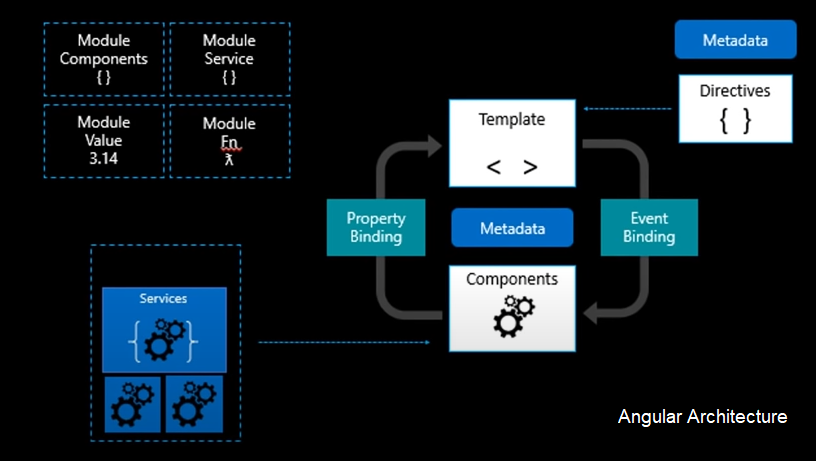 Module
Components
{ }
Module
Service
{ }
Module
Value
3.14
Module
Fn
ƛ
Metadata
Directives
{ }
Template
< >
Property
Binding
Metadata
Event
Binding
Components
Services
{ }
Angular Architecture